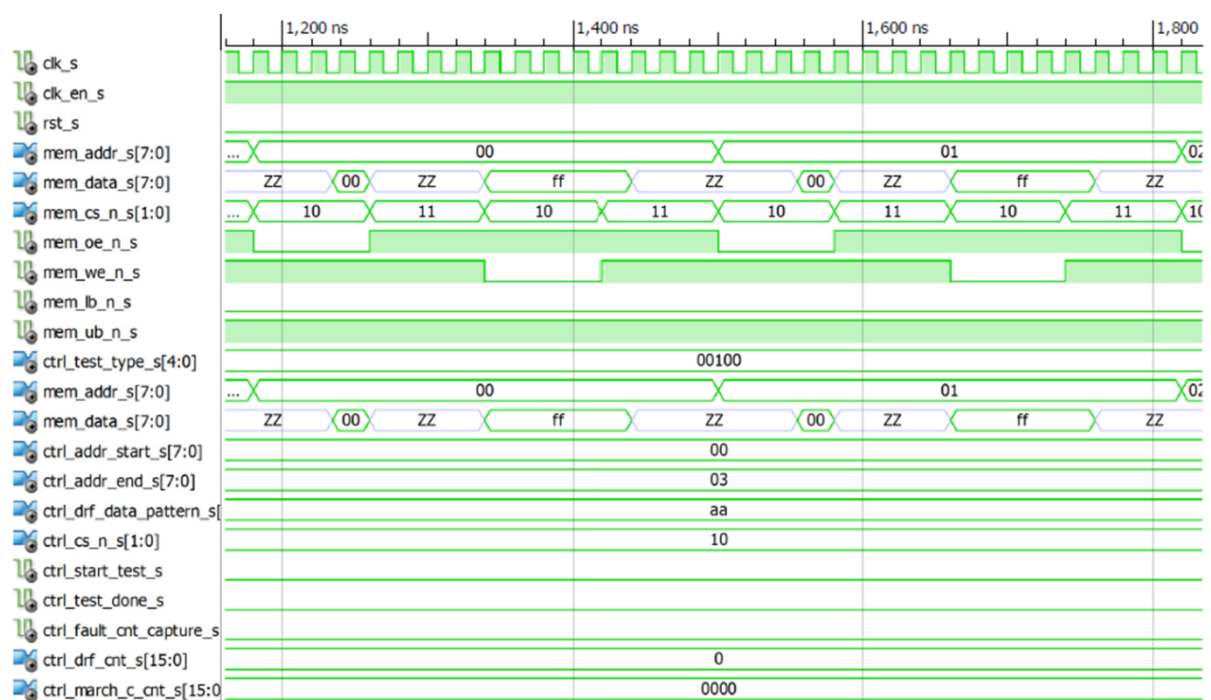 1,200 ns 1,400 ns 1,600 ns 1,800
clk_s
clk_en_s
rst_s
mem_addr_s[7:0] ... 00 01 02
mem_data_s[7:0] ZZ 00 ZZ ff ZZ 00 ZZ ff ZZ
mem_cs_n_s[1:0] ... 10 11 10 11 10 11 10 11 10
mem_oe_n_s
mem_we_n_s
mem_lb_n_s
mem_ub_n_s
ctrl_test_type_s[4:0] 00100
mem_addr_s[7:0] ... 00 01 02
mem_data_s[7:0] ZZ 00 ZZ ff ZZ 00 ZZ ff ZZ
ctrl_addr_start_s[7:0] 00
ctrl_addr_end_s[7:0] 03
ctrl_drf_data_pattern_s[ aa
ctrl_cs_n_s[1:0] 10
ctrl_start_test_s
ctrl_test_done_s
ctrl_fault_cnt_capture_s
ctrl_drf_cnt_s[15:0] 0
ctrl_march_c_cnt_s[15:0 0000